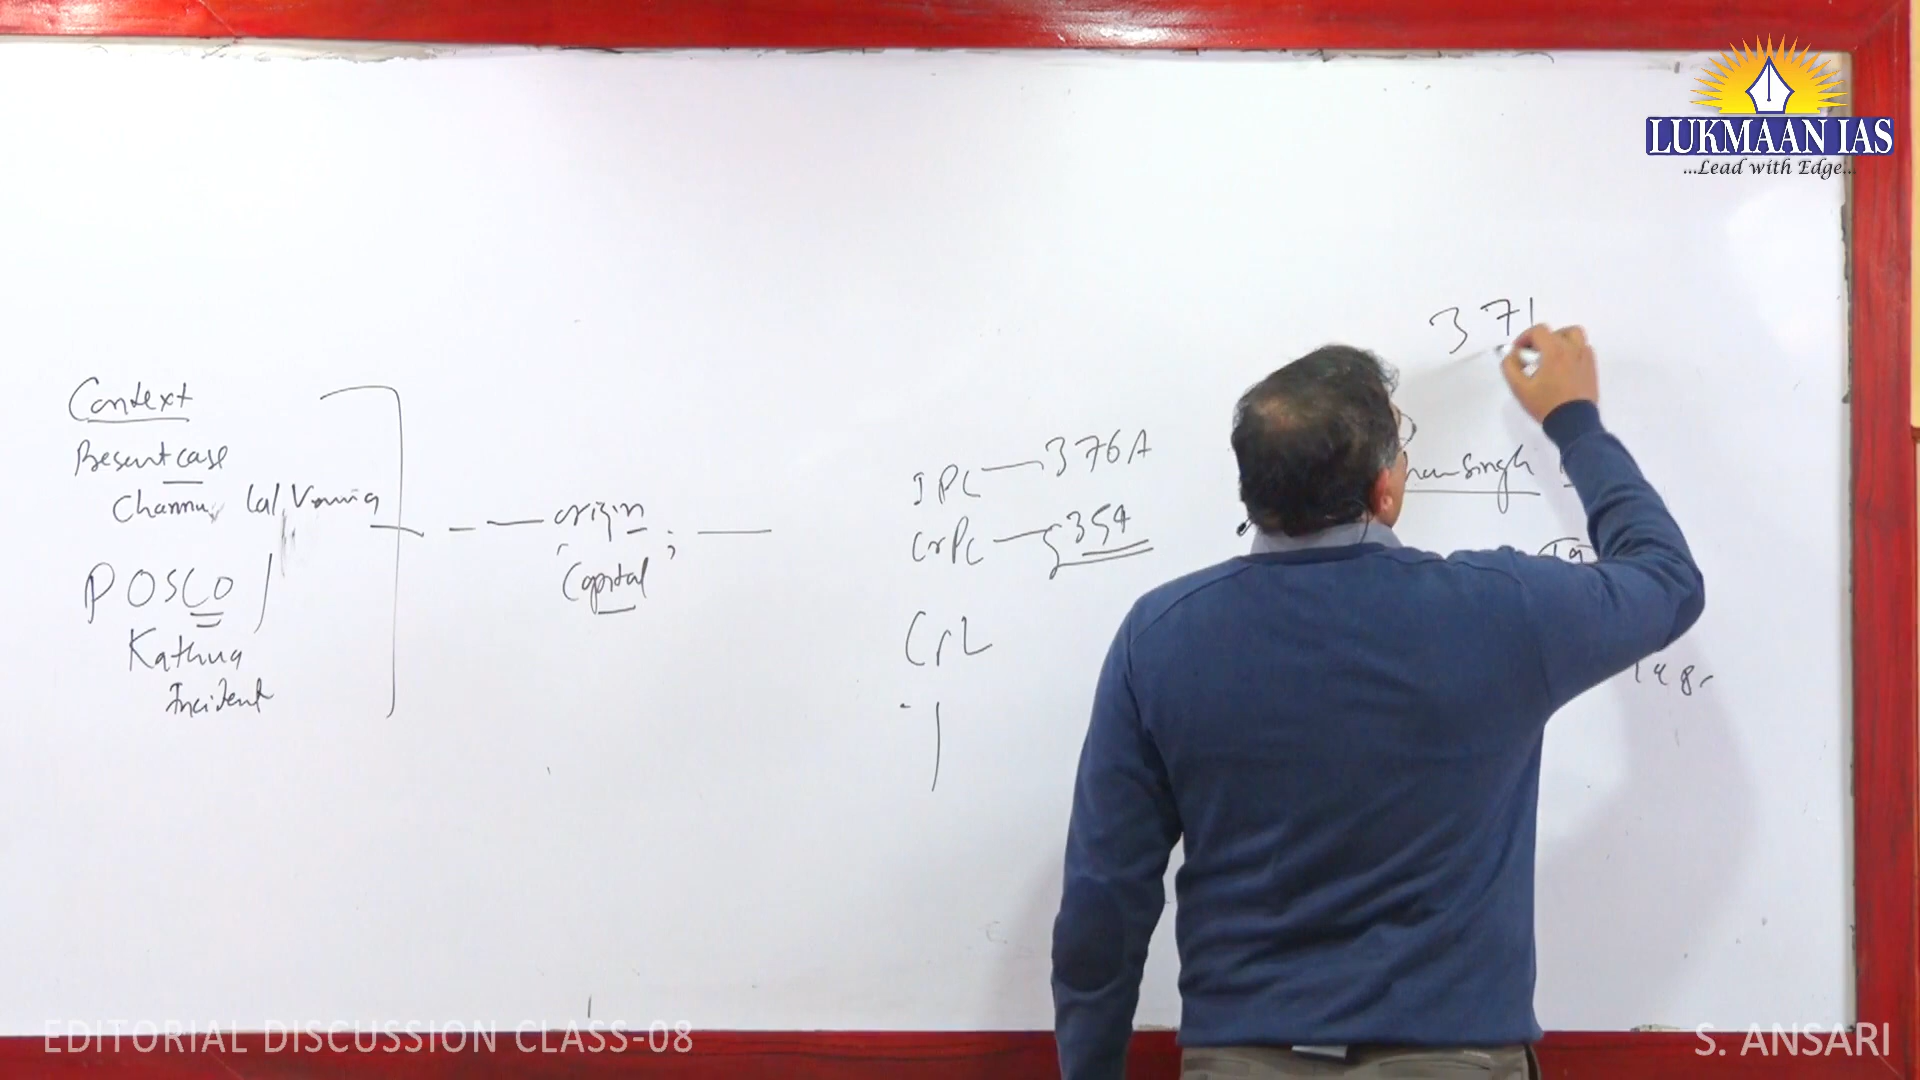 LUKMAAN IAS
...Lead with Edge...
371
Context
Present case
Channu Lal Verma
POSCO
Kathua
Incident
origin
Capital
IPC — 376A
CrPC — 354
CrL
Singh
EDITORIAL DISCUSSION CLASS-08
S. ANSARI